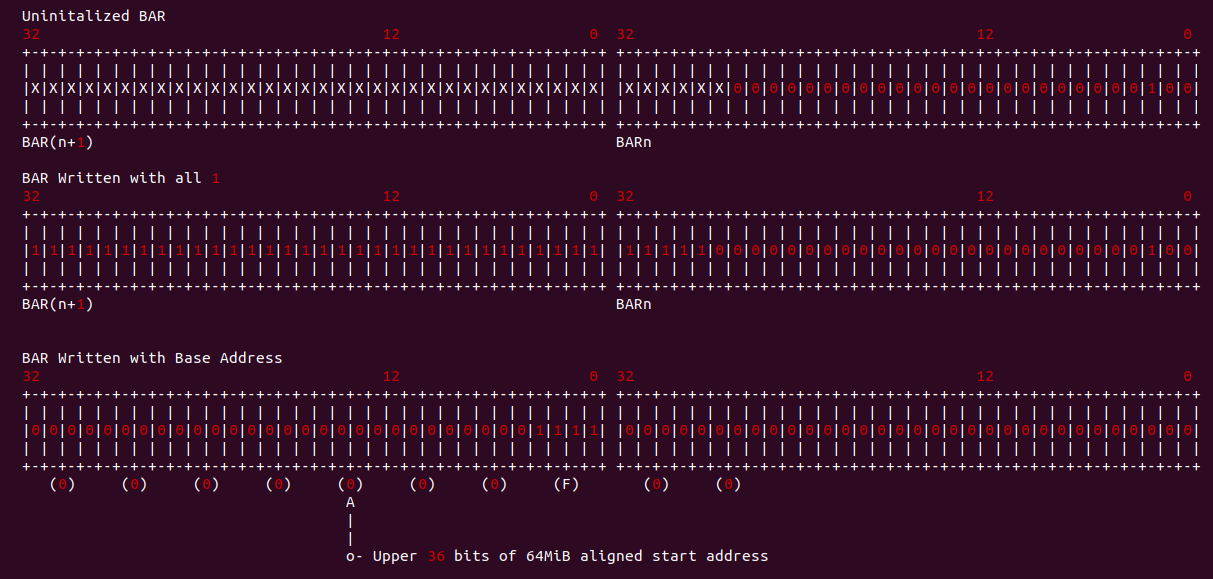 Uninitalized BAR
32                                      12                     0  32                                      12                     0
+-+-+-+-+-+-+-+-+-+-+-+-+-+-+-+-+-+-+-+-+-+-+-+-+-+-+-+-+-+-+-+-+ +-+-+-+-+-+-+-+-+-+-+-+-+-+-+-+-+-+-+-+-+-+-+-+-+-+-+-+-+-+-+-+-+
| | | | | | | | | | | | | | | | | | | | | | | | | | | | | | | | | | | | | | | | | | | | | | | | | | | | | | | | | | | | | | | | | |
|X|X|X|X|X|X|X|X|X|X|X|X|X|X|X|X|X|X|X|X|X|X|X|X|X|X|X|X|X|X|X|X| |X|X|X|X|X|X|0|0|0|0|0|0|0|0|0|0|0|0|0|0|0|0|0|0|0|0|0|0|0|1|0|0|
| | | | | | | | | | | | | | | | | | | | | | | | | | | | | | | | | | | | | | | | | | | | | | | | | | | | | | | | | | | | | | | | | |
+-+-+-+-+-+-+-+-+-+-+-+-+-+-+-+-+-+-+-+-+-+-+-+-+-+-+-+-+-+-+-+-+ +-+-+-+-+-+-+-+-+-+-+-+-+-+-+-+-+-+-+-+-+-+-+-+-+-+-+-+-+-+-+-+-+
BAR(n+1)                                                          BARn
BAR Written with all 1
32                                      12                     0  32                                      12                     0
+-+-+-+-+-+-+-+-+-+-+-+-+-+-+-+-+-+-+-+-+-+-+-+-+-+-+-+-+-+-+-+-+ +-+-+-+-+-+-+-+-+-+-+-+-+-+-+-+-+-+-+-+-+-+-+-+-+-+-+-+-+-+-+-+-+
| | | | | | | | | | | | | | | | | | | | | | | | | | | | | | | | | | | | | | | | | | | | | | | | | | | | | | | | | | | | | | | | | |
|1|1|1|1|1|1|1|1|1|1|1|1|1|1|1|1|1|1|1|1|1|1|1|1|1|1|1|1|1|1|1|1| |1|1|1|1|1|0|0|0|0|0|0|0|0|0|0|0|0|0|0|0|0|0|0|0|0|0|0|0|0|1|0|0|
| | | | | | | | | | | | | | | | | | | | | | | | | | | | | | | | | | | | | | | | | | | | | | | | | | | | | | | | | | | | | | | | | |
+-+-+-+-+-+-+-+-+-+-+-+-+-+-+-+-+-+-+-+-+-+-+-+-+-+-+-+-+-+-+-+-+ +-+-+-+-+-+-+-+-+-+-+-+-+-+-+-+-+-+-+-+-+-+-+-+-+-+-+-+-+-+-+-+-+
BAR(n+1)                                                          BARn
BAR Written with Base Address
32                                      12                     0  32                                      12                     0
+-+-+-+-+-+-+-+-+-+-+-+-+-+-+-+-+-+-+-+-+-+-+-+-+-+-+-+-+-+-+-+-+ +-+-+-+-+-+-+-+-+-+-+-+-+-+-+-+-+-+-+-+-+-+-+-+-+-+-+-+-+-+-+-+-+
| | | | | | | | | | | | | | | | | | | | | | | | | | | | | | | | | | | | | | | | | | | | | | | | | | | | | | | | | | | | | | | | | |
|0|0|0|0|0|0|0|0|0|0|0|0|0|0|0|0|0|0|0|0|0|0|0|0|0|0|0|0|1|1|1|1| |0|0|0|0|0|0|0|0|0|0|0|0|0|0|0|0|0|0|0|0|0|0|0|0|0|0|0|0|0|0|0|0|
| | | | | | | | | | | | | | | | | | | | | | | | | | | | | | | | | | | | | | | | | | | | | | | | | | | | | | | | | | | | | | | | | |
+-+-+-+-+-+-+-+-+-+-+-+-+-+-+-+-+-+-+-+-+-+-+-+-+-+-+-+-+-+-+-+-+ +-+-+-+-+-+-+-+-+-+-+-+-+-+-+-+-+-+-+-+-+-+-+-+-+-+-+-+-+-+-+-+-+
   (0)     (0)     (0)     (0)     (0)     (0)     (0)     (F)       (0)     (0)
                                    A
                                    |
                                    |
                                    o- Upper 36 bits of 64MiB aligned start address